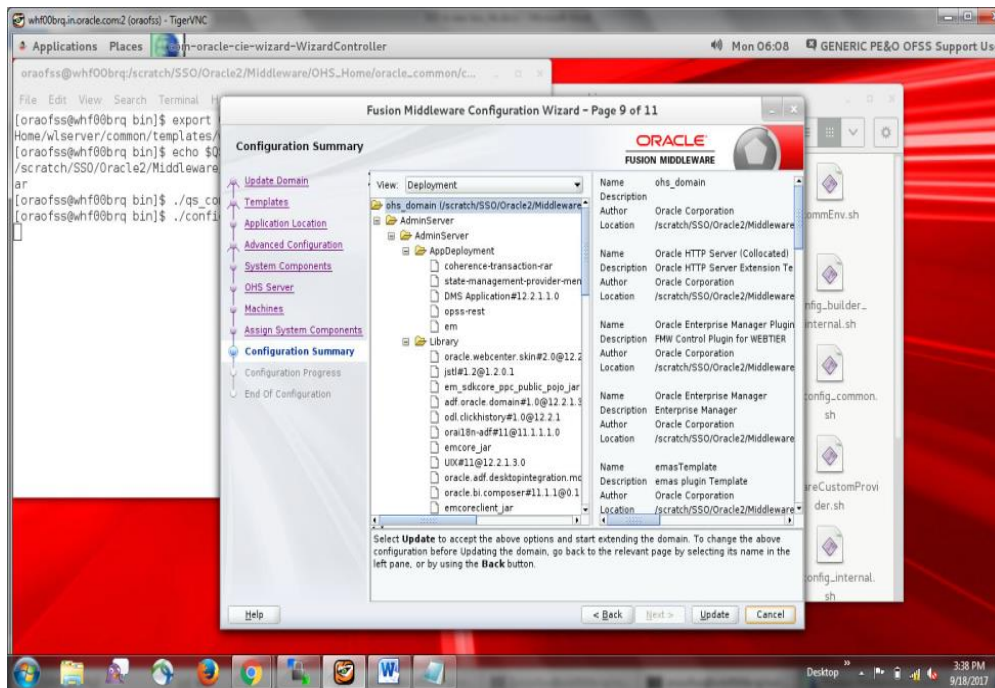 whf00brq.in.oracle.com:2 (oraofss) - TigerVNC
Applications Places com-oracle-cie-wizard-WizardController Mon 06:08 GENERIC PE&O OFSS Support Us
oraofss@whf00brq:/scratch/SSO/Oracle2/Middleware/OHS_Home/oracle_common/c...
File Edit View Search Terminal H
[oraofss@whf00brq bin]$ export
Home/wlserver/common/templates/
[oraofss@whf00brq bin]$ echo $QS
/scratch/SSO/Oracle2/Middleware
ar
[oraofss@whf00brq bin]$ ./qs_co
[oraofss@whf00brq bin]$ ./confi
Fusion Middleware Configuration Wizard - Page 9 of 11
Configuration Summary
ORACLE
FUSION MIDDLEWARE
Update Domain
Templates
Application Location
Advanced Configuration
System Components
OHS Server
Machines
Assign System Components
Configuration Summary
Configuration Progress
End Of Configuration
View: Deployment
ohs_domain (/scratch/SSO/Oracle2/Middleware
AdminServer
AdminServer
AppDeployment
coherence-transaction-rar
state-management-provider-men
DMS Application#12.2.1.1.0
opss-rest
em
Library
oracle.webcenter.skin#2.0@12.2
jstl#1.2@1.2.0.1
em_sdkcore_ppc_public_pojo_jar
adf.oracle.domain#1.0@12.2.1.3
odl.clickhistory#1.0@12.2.1
orai18n-adf#11@11.1.1.1.0
emcore_jar
UIX#11@12.2.1.3.0
oracle.adf.desktopintegration.mo
oracle.bi.composer#11.1.1@0.1
emcoreclient_jar
Name ohs_domain
Description
Author Oracle Corporation
Location /scratch/SSO/Oracle2/Middleware
Name Oracle HTTP Server (Collocated)
Description Oracle HTTP Server Extension Te
Author Oracle Corporation
Location /scratch/SSO/Oracle2/Middleware
Name Oracle Enterprise Manager Plugin
Description FMW Control Plugin for WEBTIER
Author Oracle Corporation
Location /scratch/SSO/Oracle2/Middleware
Name Oracle Enterprise Manager
Description Enterprise Manager
Author Oracle Corporation
Location /scratch/SSO/Oracle2/Middleware
Name emasTemplate
Description emas plugin Template
Author Oracle Corporation
Location /scratch/SSO/Oracle2/Middleware
Select Update to accept the above options and start extending the domain. To change the above
configuration before Updating the domain, go back to the relevant page by selecting its name in the
left pane, or by using the Back button.
Help
< Back Next > Update Cancel
ommEnv.sh
nfig_builder_
internal.sh
config_common.
sh
areCustomProvi
der.sh
config_internal.
sh
Desktop
3:38 PM
9/18/2017